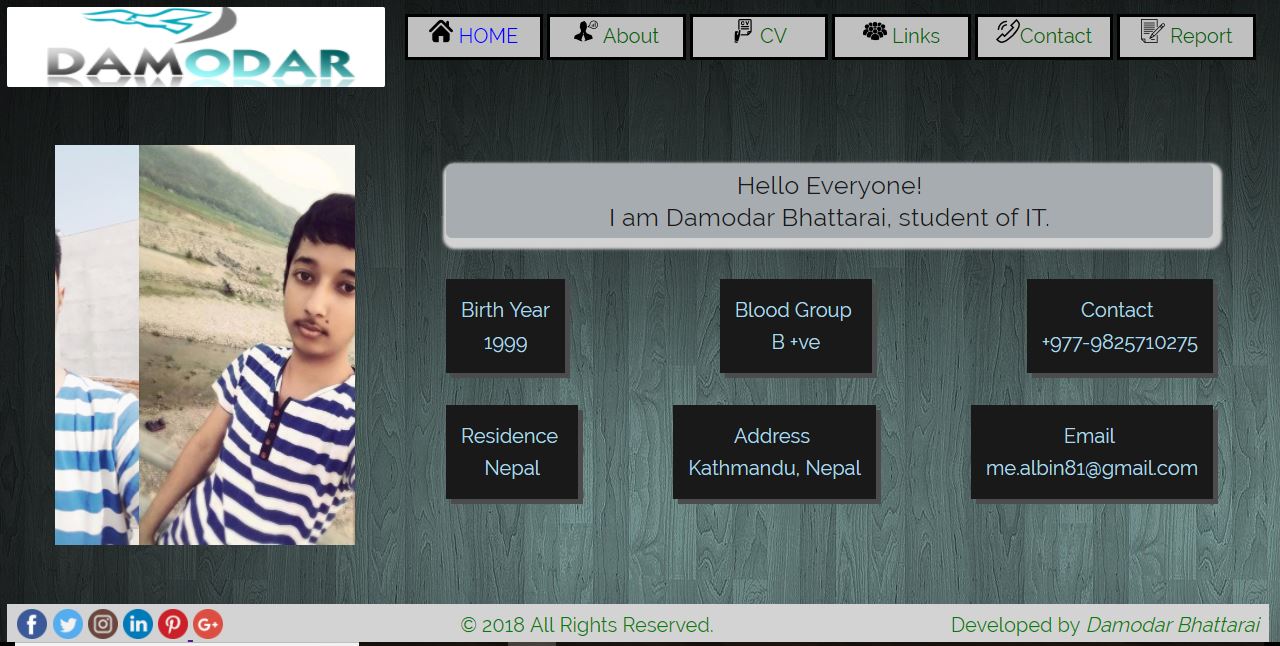 DAMODAR
HOME
About
CV
Links
Contact
Report
Hello Everyone!
I am Damodar Bhattarai, student of IT.
Birth Year
1999
Blood Group
B +ve
Contact
+977-9825710275
Residence
Nepal
Address
Kathmandu, Nepal
Email
me.albin81@gmail.com
© 2018 All Rights Reserved.
Developed by Damodar Bhattarai